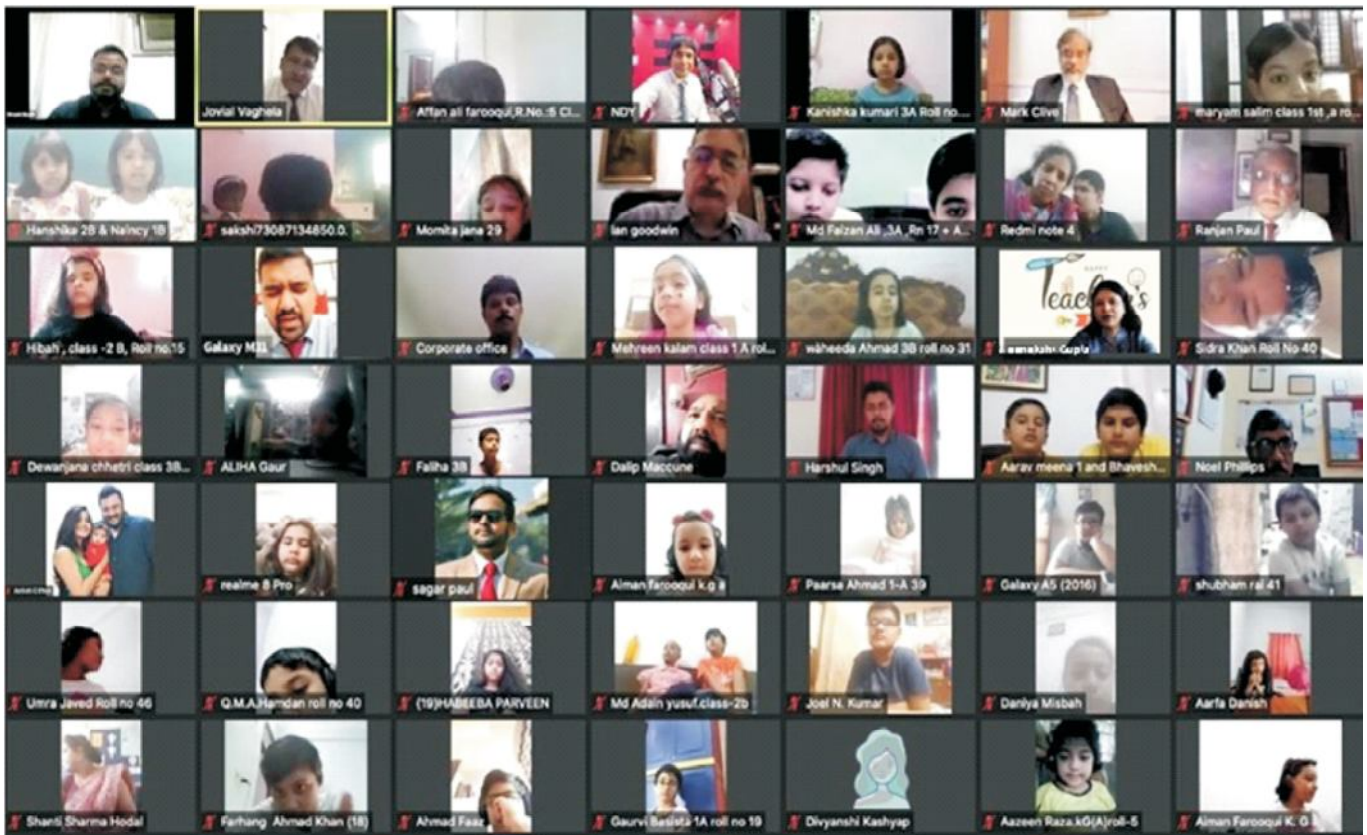 Jovial Vaghela
Affan ali farooqui,R.No.:5 Cl...
NDY
Kanishka kumari 3A Roll no....
Mark Clive
maryam salim class 1st ,a ro...
Hanshika 2B & Naincy 1B
sakshi73087134850.0.
Momita jana 29
Ian goodwin
Md Faizan Ali ,3A ,Rn 17 + A...
Redmi note 4
Ranjan Paul
Hibah , class -2 B, Roll no.15
Galaxy M31
Corporate office
Mehreen kalam class 1 A rol...
waheeda Ahmad 3B roll no 31
HAPPY
Teacher's
Gupta
Sidra Khan Roll No 40
Dewanjana chhetri class 3B...
ALIHA Gaur
Faliha 3B
Dalip Maccune
Harshul Singh
Aarav meena 1 and Bhavesh...
Noel Phillips
realme 8 Pro
sagar paul
Aiman farooqui k.g a
Paarsa Ahmad 1-A 39
Galaxy A5 (2016)
shubham rai 41
Umra Javed Roll no 46
Q.M.A.Hamdan roll no 40
(19)HABEEBA PARVEEN
Md Adain yusuf.class-2b
Joel N. Kumar
Daniya Misbah
Aarfa Danish
Shanti Sharma Hodal
Farhang Ahmad Khan (18)
Ahmad Faaz
Gaurvi Basista 1A roll no 19
Divyanshi Kashyap
Aazeen Raza.kG(A)roll-5
Aiman Farooqui K. G